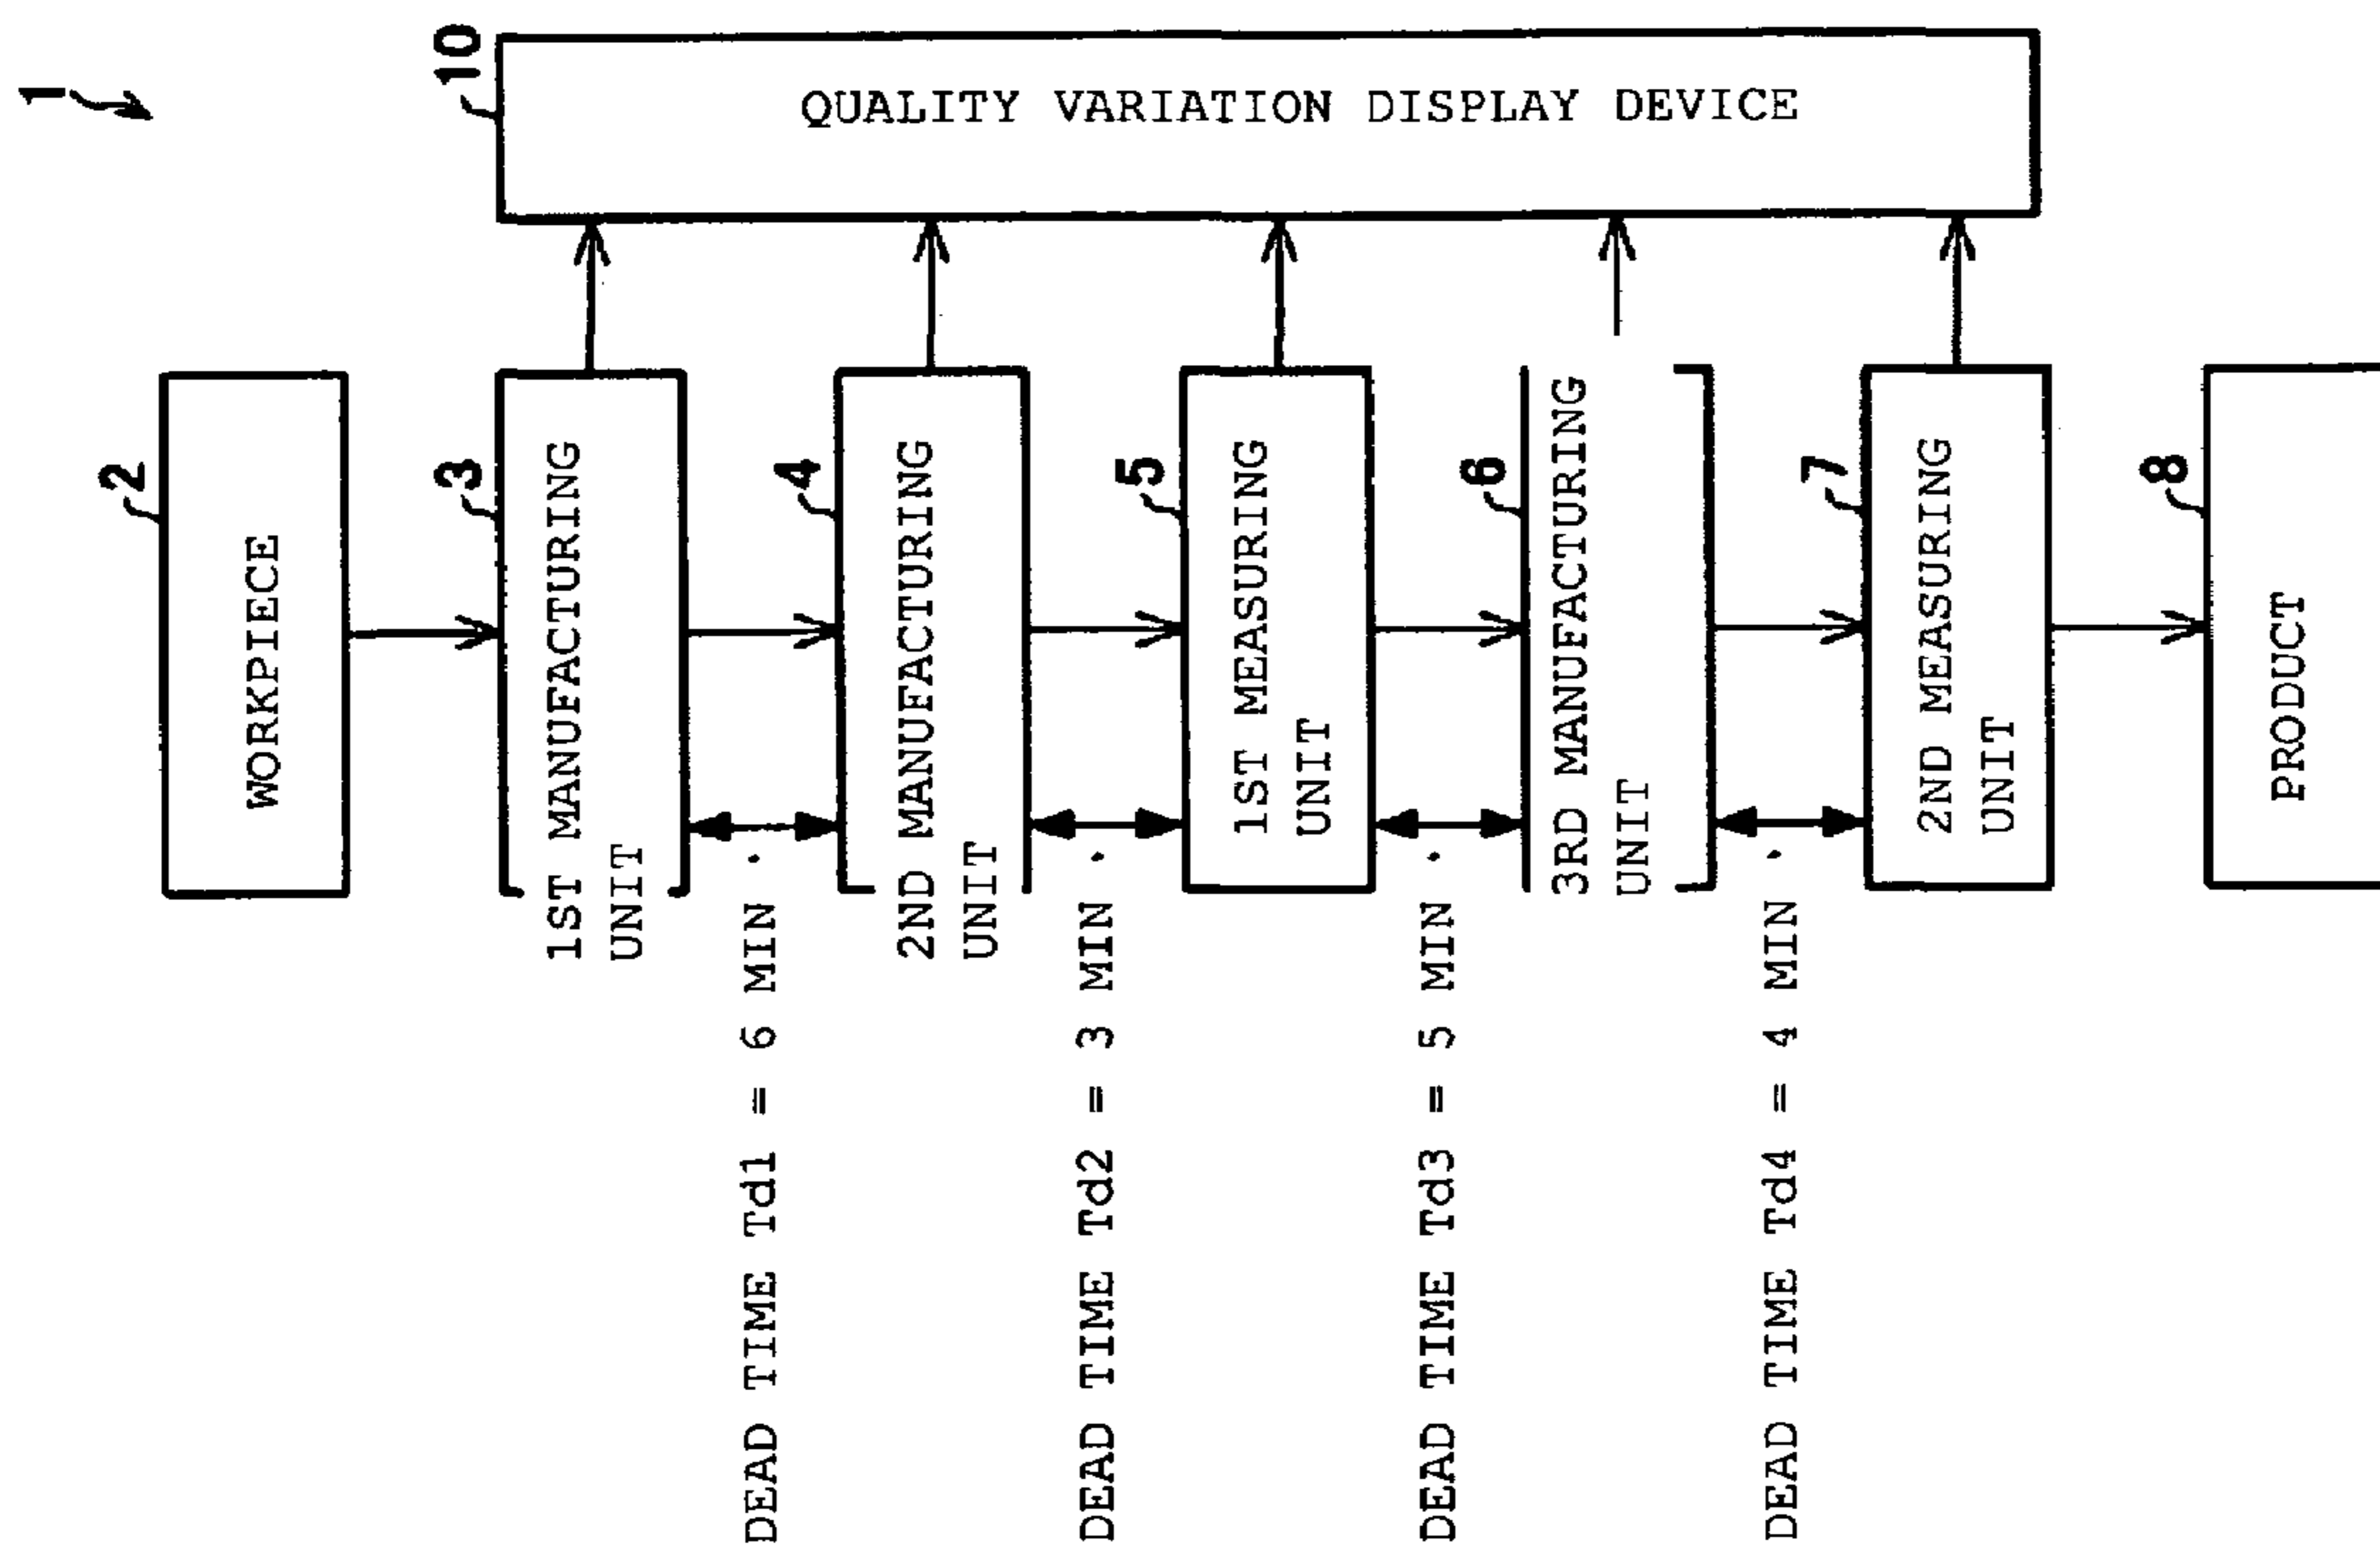 1
10
QUALITY VARIATION DISPLAY DEVICE
2
WORKPIECE
3
1ST MANUFACTURING
UNIT
DEAD TIME Td1 = 6 MIN.
4
2ND MANUFACTURING
UNIT
DEAD TIME Td2 = 3 MIN.
5
1ST MEASURING
UNIT
DEAD TIME Td3 = 5 MIN.
6
3RD MANUFACTURING
UNIT
DEAD TIME Td4 = 4 MIN.
7
2ND MEASURING
UNIT
8
PRODUCT